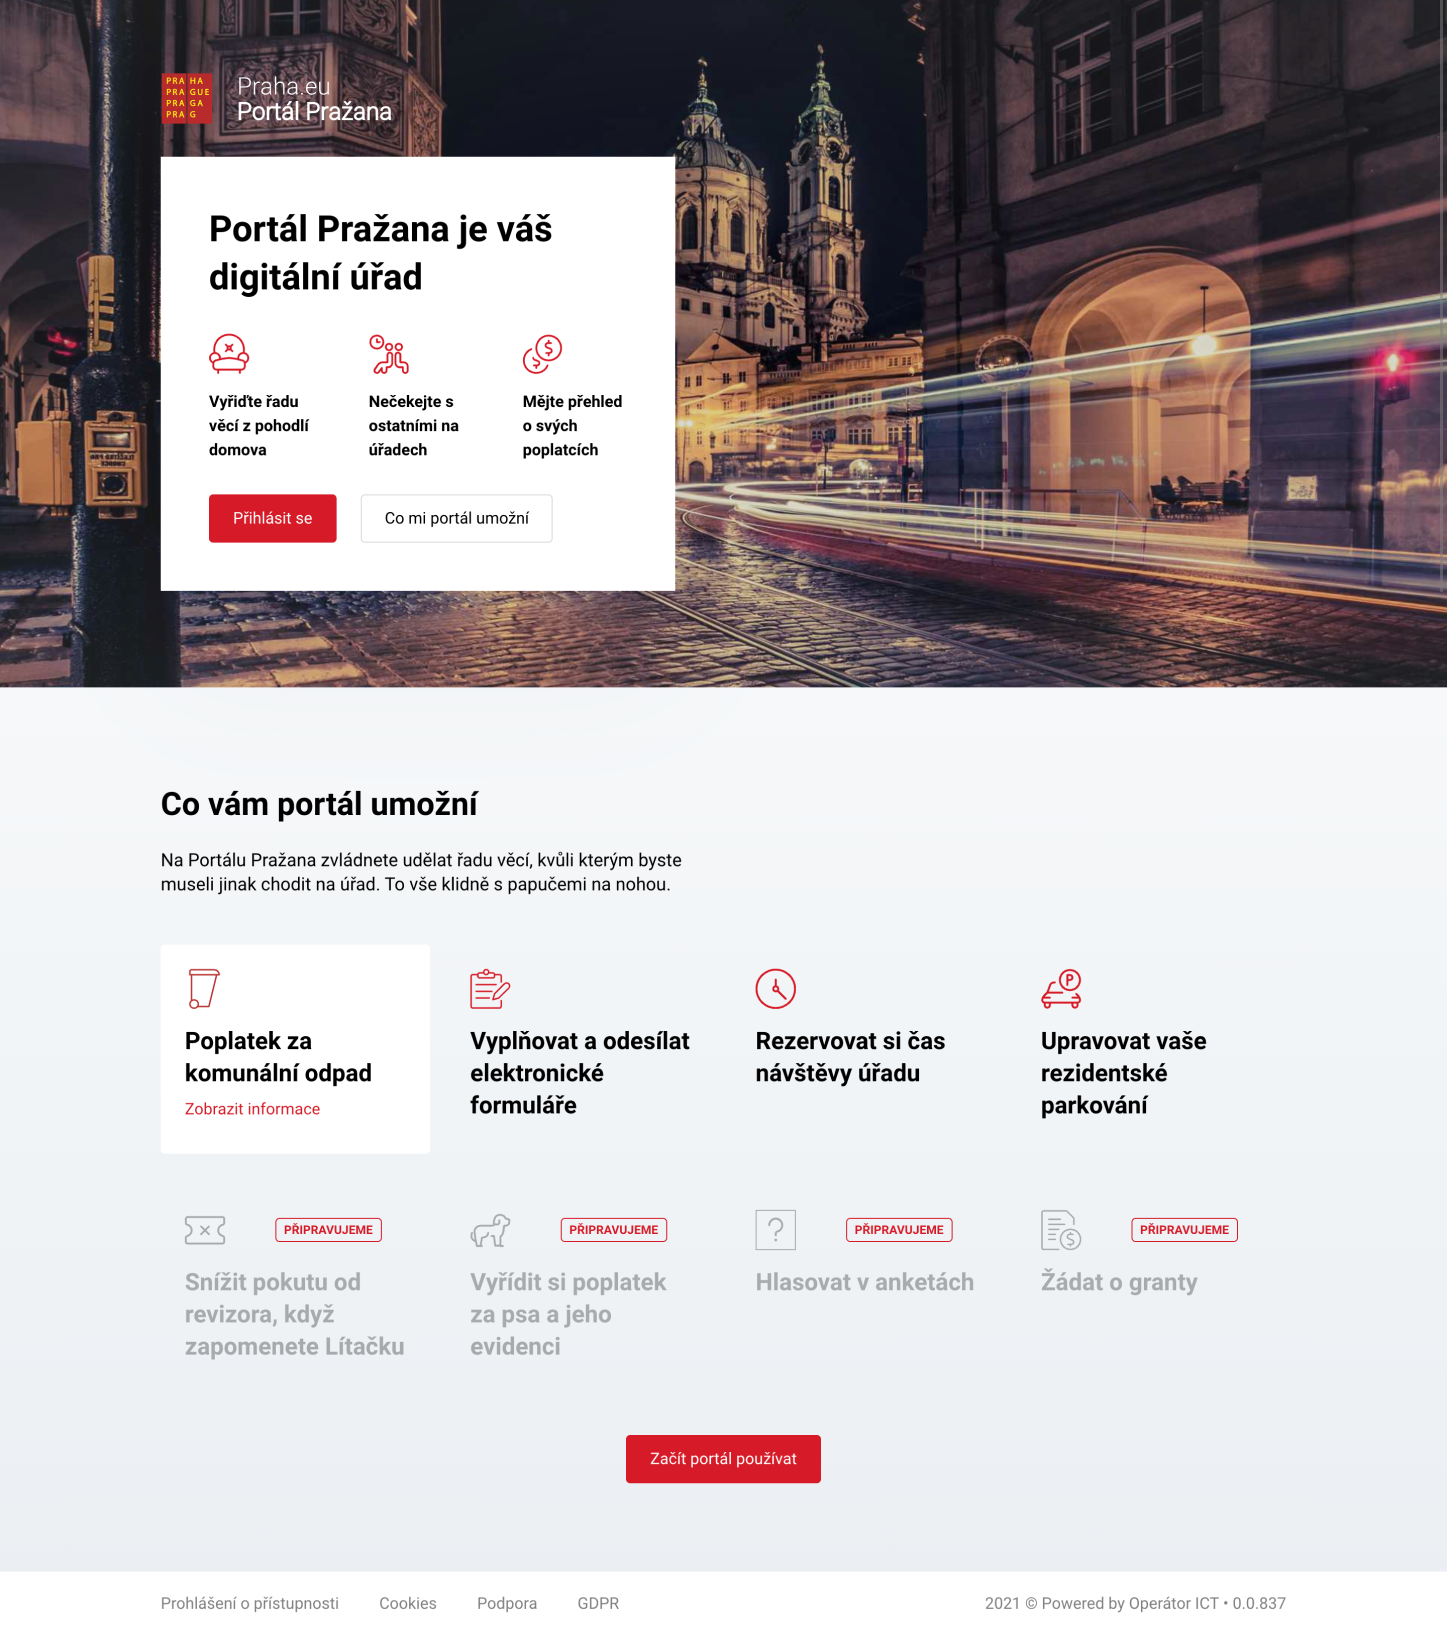 PRA HA
PRA GUE
PRA GA
PRA G
Praha.eu
Portál Pražana
Portál Pražana je váš
digitální úřad
Vyřiďte řadu
věcí z pohodlí
domova
Nečekejte s
ostatními na
úřadech
Mějte přehled
o svých
poplatcích
Přihlásit se
Co mi portál umožní
Co vám portál umožní
Na Portálu Pražana zvládnete udělat řadu věcí, kvůli kterým byste
museli jinak chodit na úřad. To vše klidně s papučemi na nohou.
Poplatek za
komunální odpad
Zobrazit informace
Vyplňovat a odesílat
elektronické
formuláře
Rezervovat si čas
návštěvy úřadu
Upravovat vaše
rezidentské
parkování
PŘIPRAVUJEME
Snížit pokutu od
revizora, když
zapomenete Lítačku
PŘIPRAVUJEME
Vyřídit si poplatek
za psa a jeho
evidenci
PŘIPRAVUJEME
Hlasovat v anketách
PŘIPRAVUJEME
Žádat o granty
Začít portál používat
Prohlášení o přístupnosti
Cookies
Podpora
GDPR
2021 © Powered by Operátor ICT • 0.0.837